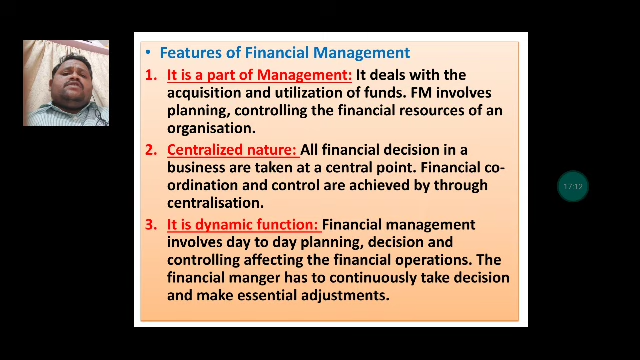 • Features of Financial Management
1. It is a part of Management: It deals with the
acquisition and utilization of funds. FM involves
planning, controlling the financial resources of an
organisation.
2. Centralized nature: All financial decision in a
business are taken at a central point. Financial co-
ordination and control are achieved by through
centralisation.
3. It is dynamic function: Financial management
involves day to day planning, decision and
controlling affecting the financial operations. The
financial manger has to continuously take decision
and make essential adjustments.
17:12